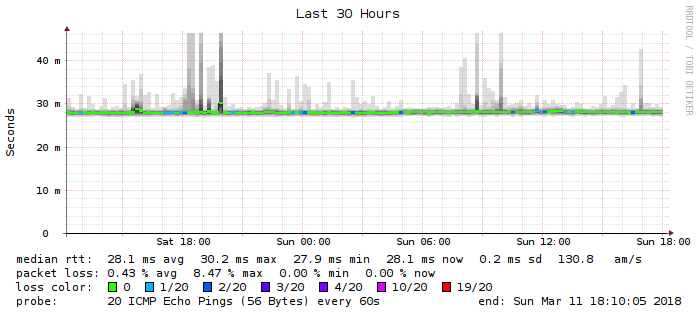 Last 30 Hours
RRDTOOL / TOBI OETIKER
Seconds
40 m
30 m
20 m
10 m
0
Sat 18:00 Sun 00:00 Sun 06:00 Sun 12:00 Sun 18:00
median rtt: 28.1 ms avg 30.2 ms max 27.9 ms min 28.1 ms now 0.2 ms sd 130.8 am/s
packet loss: 0.43 % avg 8.47 % max 0.00 % min 0.00 % now
loss color: 0 1/20 2/20 3/20 4/20 10/20 19/20
probe: 20 ICMP Echo Pings (56 Bytes) every 60s end: Sun Mar 11 18:10:05 2018